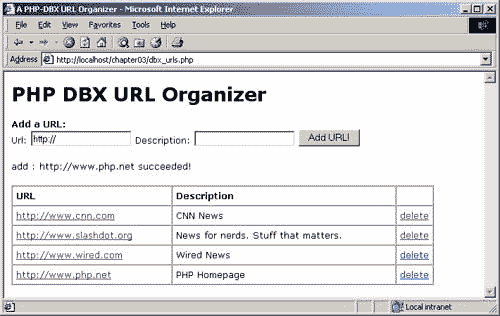 A PHP-DBX URL Organizer - Microsoft Internet Explorer
File Edit View Favorites Tools Help
Address http://localhost/chapter03/dbx_urls.php
PHP DBX URL Organizer
Add a URL:
Url: http:// Description: Add URL!
add : http://www.php.net succeeded!
URL Description
http://www.cnn.com CNN News delete
http://www.slashdot.org News for nerds. Stuff that matters. delete
http://www.wired.com Wired News delete
http://www.php.net PHP Homepage delete
Local intranet